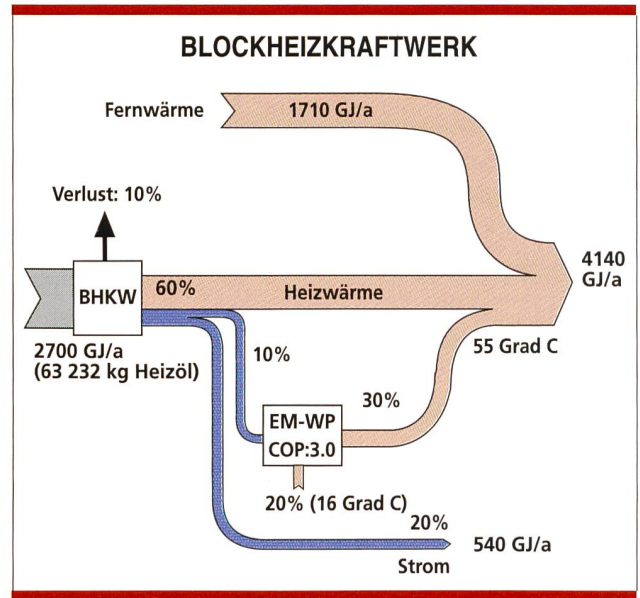 BLOCKHEIZKRAFTWERK
Fernwärme
1710 GJ/a
Verlust: 10%
4140
GJ/a
BHKW
60%
Heizwärme
2700 GJ/a
(63 232 kg Heizöl)
10%
55 Grad C
30%
EM-WP
COP:3.0
20% (16 Grad C)
20%
540 GJ/a
Strom